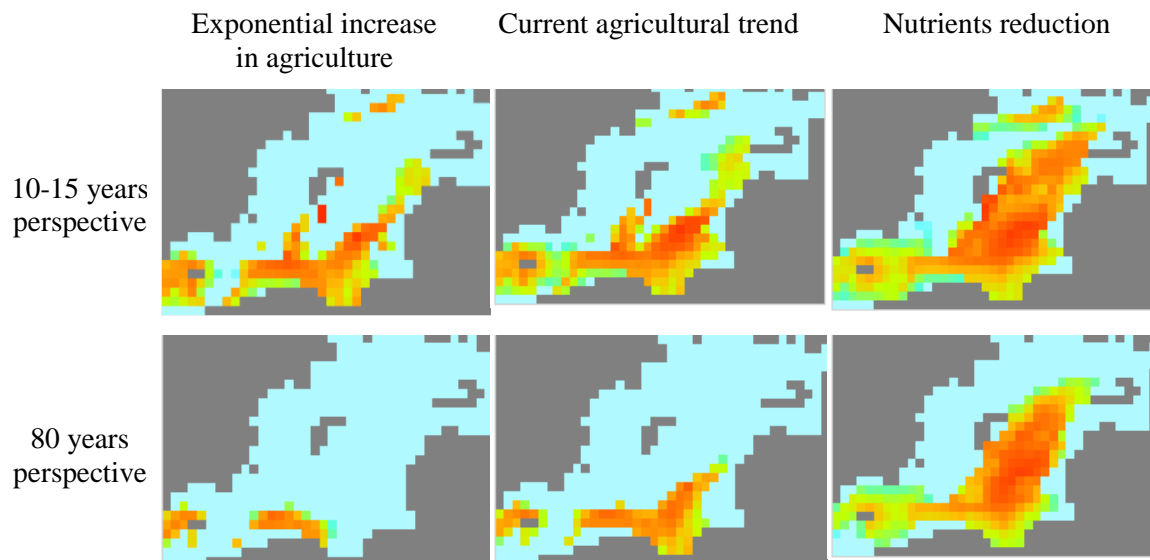 Exponential increase
in agriculture
Current agricultural trend
Nutrients reduction
10-15 years
perspective
80 years
perspective